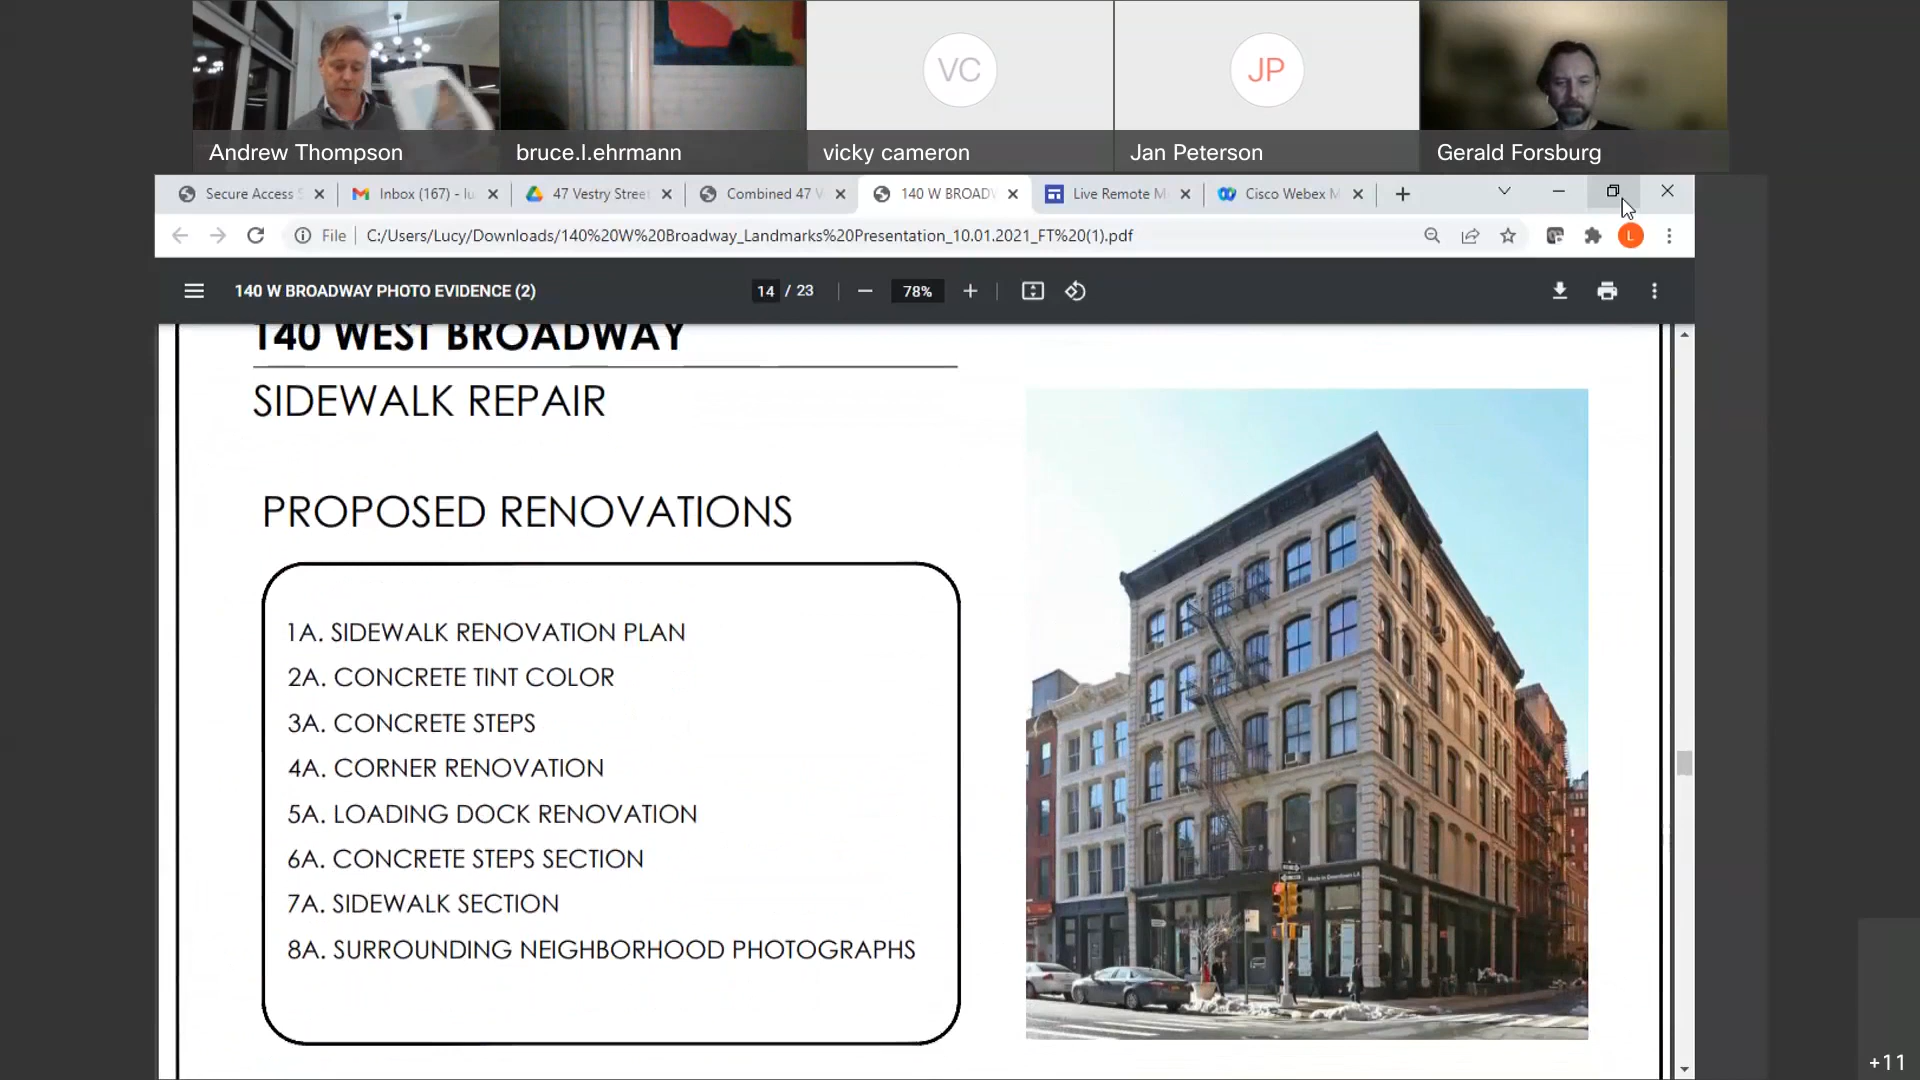 VC
JP
Andrew Thompson
bruce.l.ehrmann
vicky cameron
Jan Peterson
Gerald Forsburg
Secure Access S
Inbox (167) - lu
47 Vestry Street
Combined 47 V
140 W BROADW
Live Remote M
Cisco Webex M
File
C:/Users/Lucy/Downloads/140%20W%20Broadway_Landmarks%20Presentation_10.01.2021_FT%20(1).pdf
L
140 W BROADWAY PHOTO EVIDENCE (2)
14 / 23
78%
140 WEST BROADWAY
SIDEWALK REPAIR
PROPOSED RENOVATIONS
1A. SIDEWALK RENOVATION PLAN
2A. CONCRETE TINT COLOR
3A. CONCRETE STEPS
4A. CORNER RENOVATION
5A. LOADING DOCK RENOVATION
6A. CONCRETE STEPS SECTION
7A. SIDEWALK SECTION
8A. SURROUNDING NEIGHBORHOOD PHOTOGRAPHS
Made in Downtown LA
+11